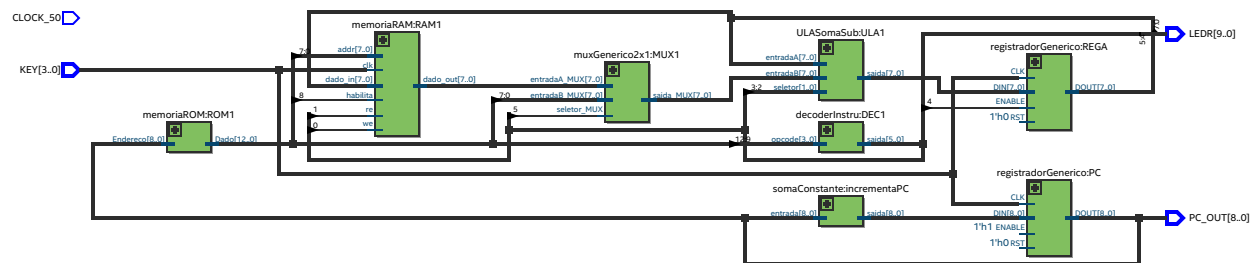 CLOCK_50
KEY[3..0]
memoriaROM:ROM1
Endereco[8..0]
Dado[12..0]
memoriaRAM:RAM1
7:0
addr[7..0]
clk
dado_in[7..0]
dado_out[7..0]
8
habilita
1
re
0
we
muxGenerico2x1:MUX1
entradaA_MUX[7..0]
7:0
entradaB_MUX[7..0]
saida_MUX[7..0]
5
seletor_MUX
ULASomaSub:ULA1
entradaA[7..0]
entradaB[7..0]
saida[7..0]
3:2
seletor[1..0]
decoderInstru:DEC1
12:9
opcode[3..0]
saida[5..0]
somaConstante:incrementaPC
entrada[8..0]
saida[8..0]
registradorGenerico:REGA
CLK
DIN[7..0]
DOUT[7..0]
4
ENABLE
1'h0 RST
registradorGenerico:PC
CLK
DIN[8..0]
DOUT[8..0]
1'h1 ENABLE
1'h0 RST
7:0
LEDR[9..0]
PC_OUT[8..0]